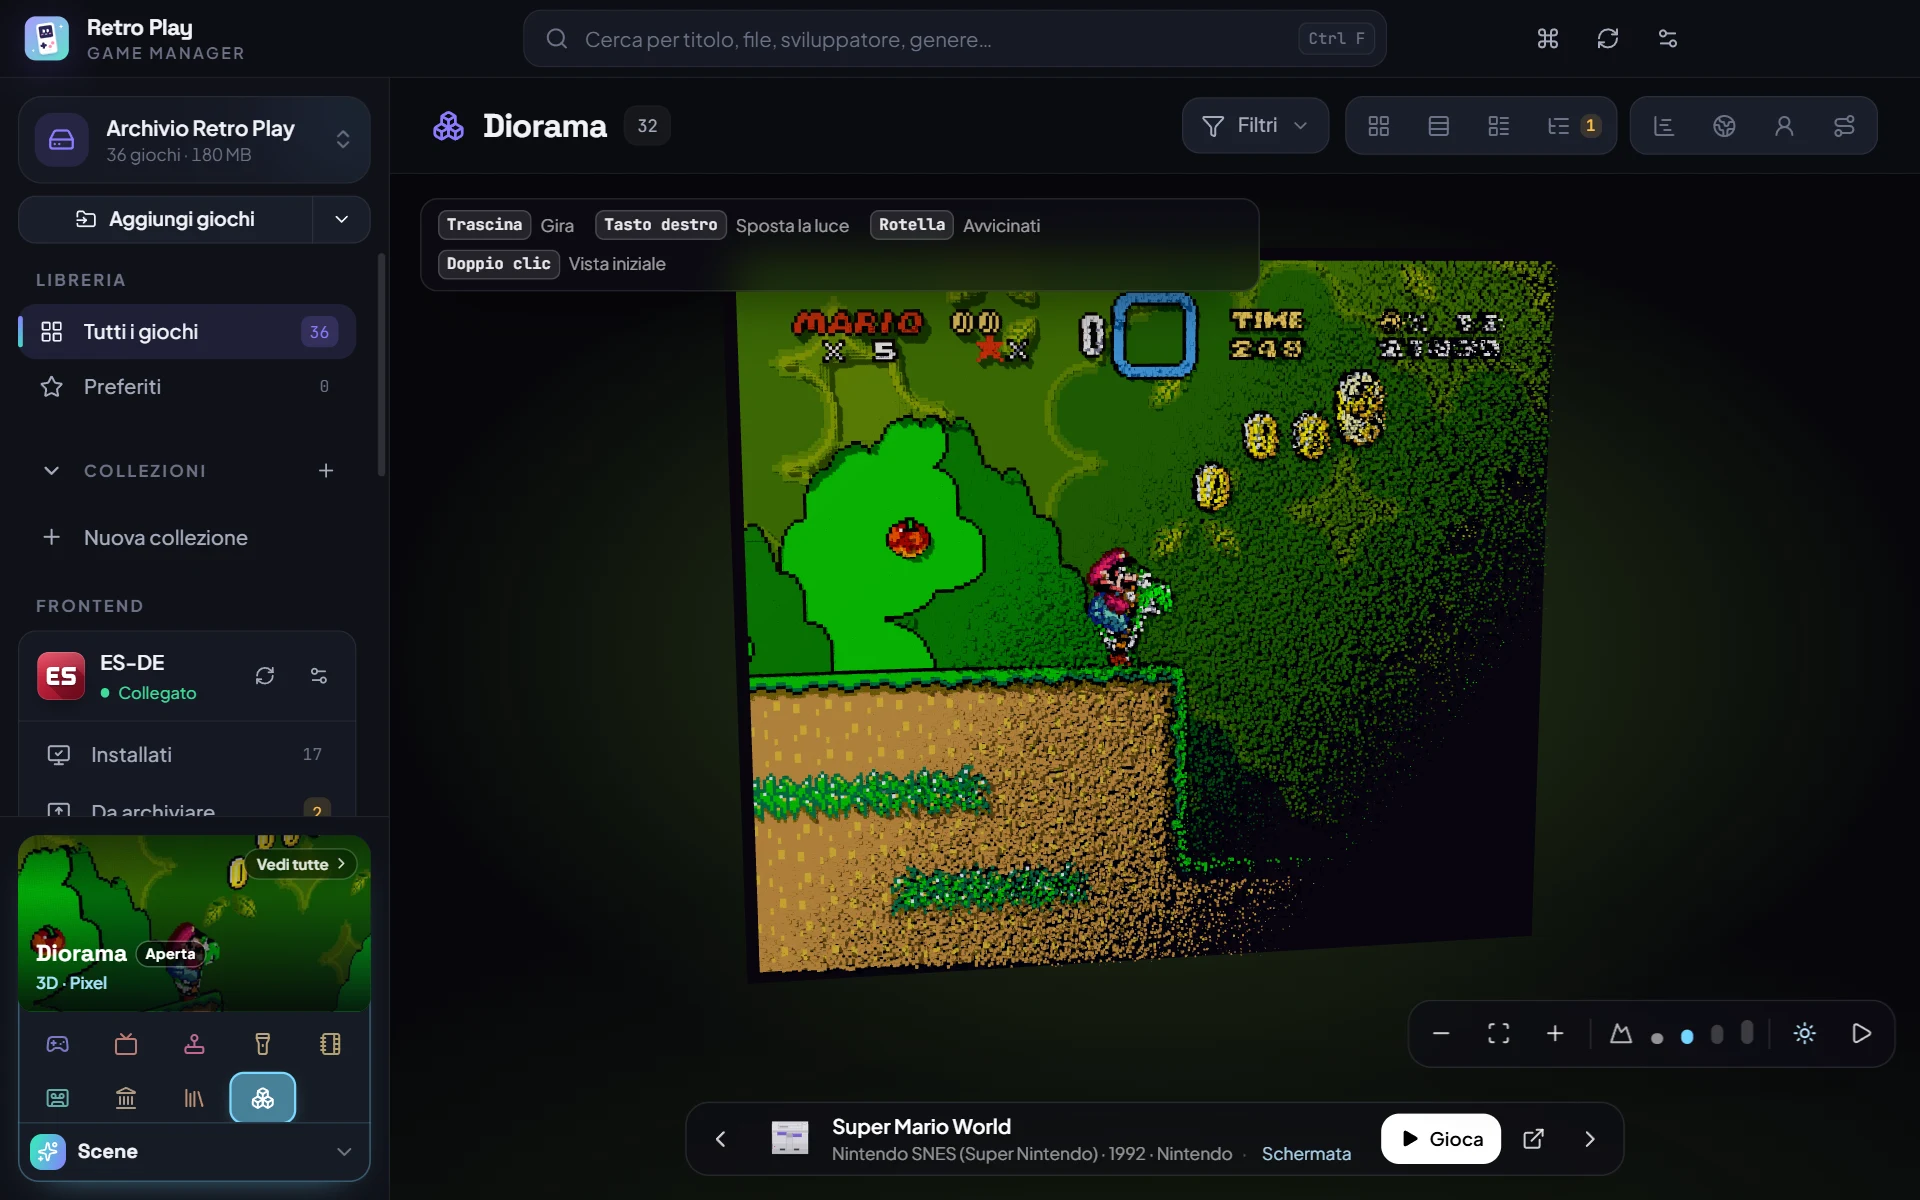 Retro Play
GAME MANAGER
Cerca per titolo, file, sviluppatore, genere...
Ctrl F
Archivio Retro Play
36 giochi · 180 MB
Aggiungi giochi
LIBRERIA
Tutti i giochi 36
Preferiti 0
COLLEZIONI
Nuova collezione
FRONTEND
ES
ES-DE
Collegato
Installati 17
Da archiviare 2
Vedi tutte
Diorama Aperta
3D · Pixel
Scene
Diorama 32
Filtri
1
Trascina Gira Tasto destro Sposta la luce Rotella Avvicinati
Doppio clic Vista iniziale
MARIO 00 0 TIME
X 5 X 248
Super Mario World
Nintendo SNES (Super Nintendo) · 1992 · Nintendo · Schermata
Gioca